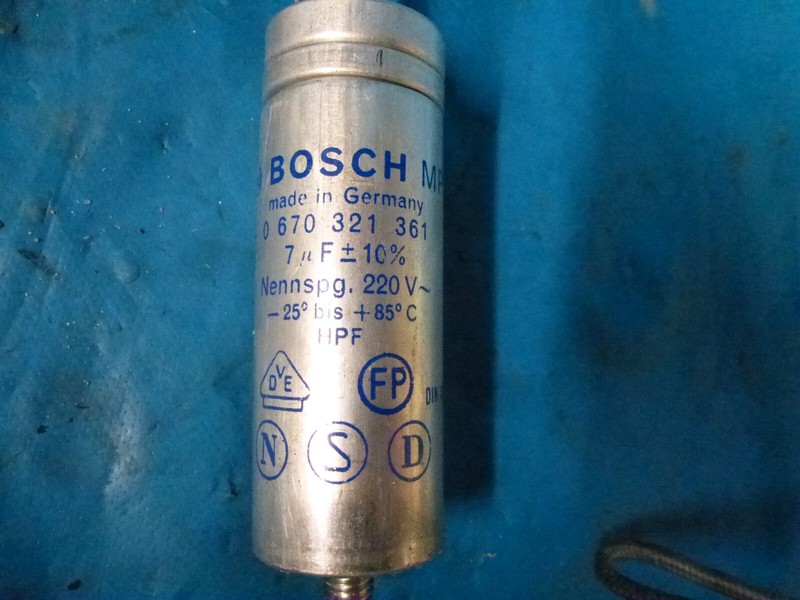 BOSCH MP
made in Germany
0 670 321 361
7 µF ± 10%
Nennspg. 220 V~
-25° bis +85°C
HPF
DVE FP DIN
N S D